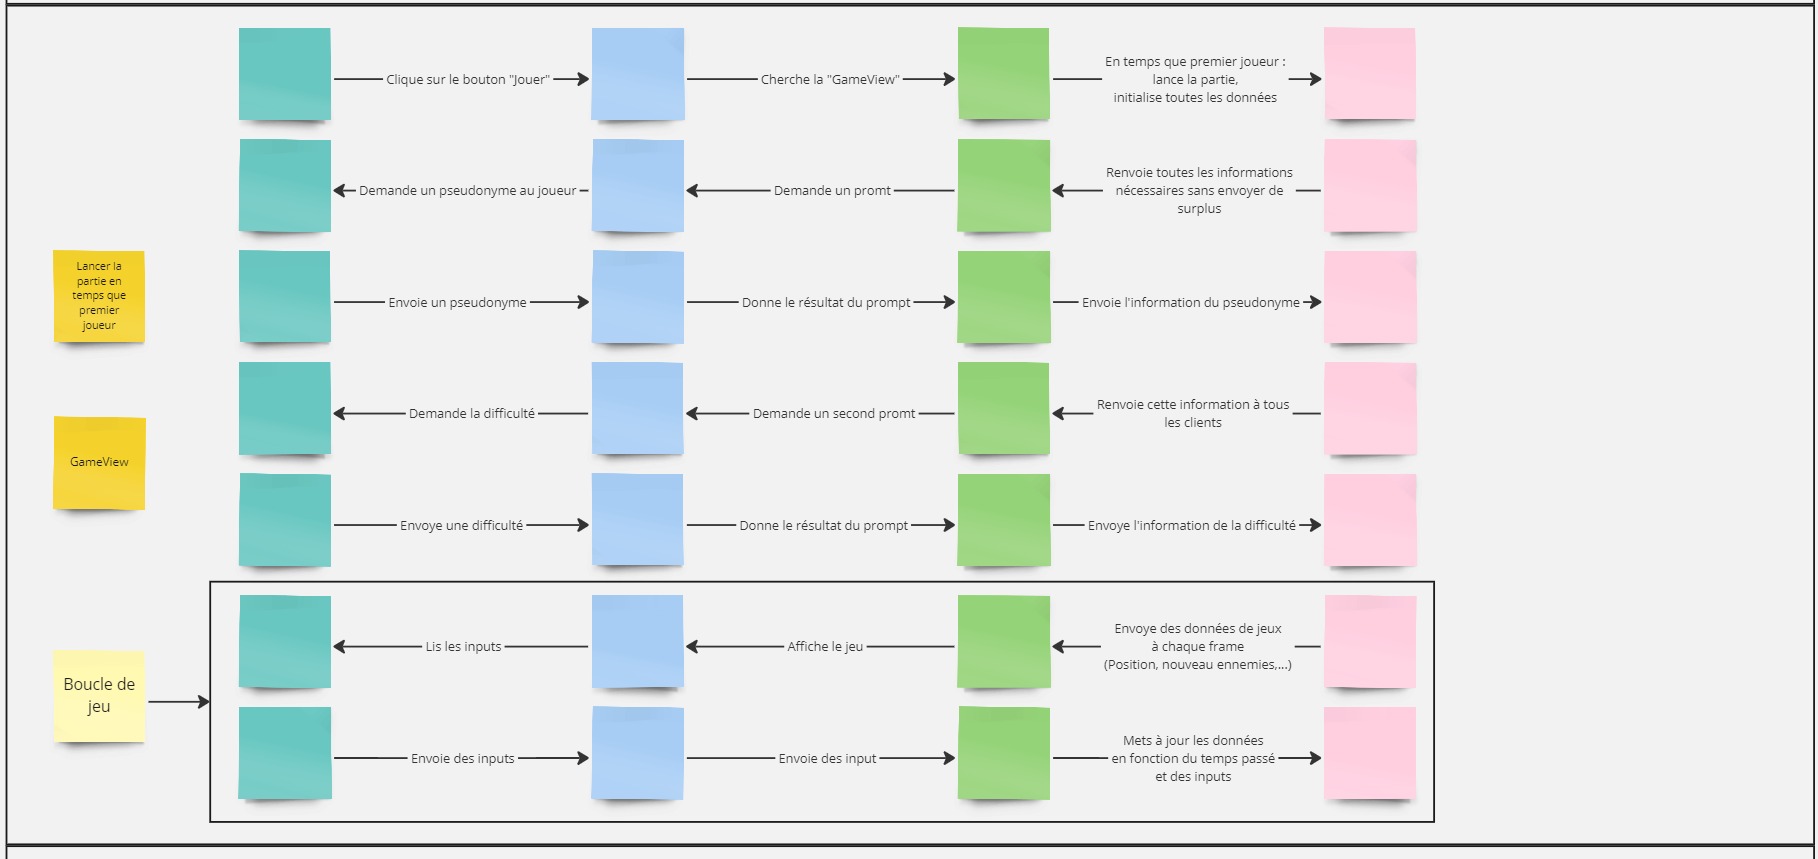 Clique sur le bouton "Jouer"
Cherche la "GameView"
En temps que premier joueur :
lance la partie,
initialise toutes les données
Demande un pseudonyme au joueur
Demande un promt
Renvoie toutes les informations
nécessaires sans envoyer de
surplus
Lancer la
partie en
temps que
premier
joueur
Envoie un pseudonyme
Donne le résultat du prompt
Envoie l'information du pseudonyme
GameView
Demande la difficulté
Demande un second promt
Renvoie cette information à tous
les clients
Envoye une difficulté
Donne le résultat du prompt
Envoye l'information de la difficulté
Boucle de
jeu
Lis les inputs
Affiche le jeu
Envoye des données de jeux
à chaque frame
(Position, nouveau ennemies,...)
Envoie des inputs
Envoie des input
Mets à jour les données
en fonction du temps passé
et des inputs